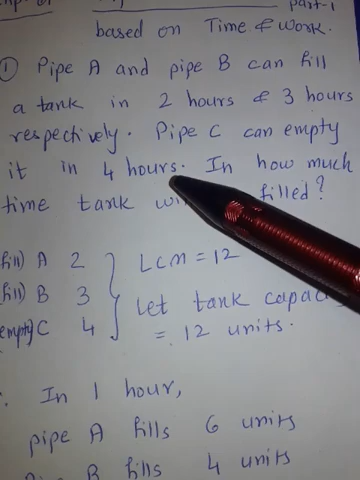 part-1
based on Time & Work.
① Pipe A and pipe B can fill
a tank in 2 hours & 3 hours
respectively. Pipe C can empty
it in 4 hours. In how much
time tank filled?
fill) A 2
fill) B 3
empty) C 4
LCM = 12
Let tank
= 12 units.
In 1 hour,
pipe A fills 6 units
B fills 4 units